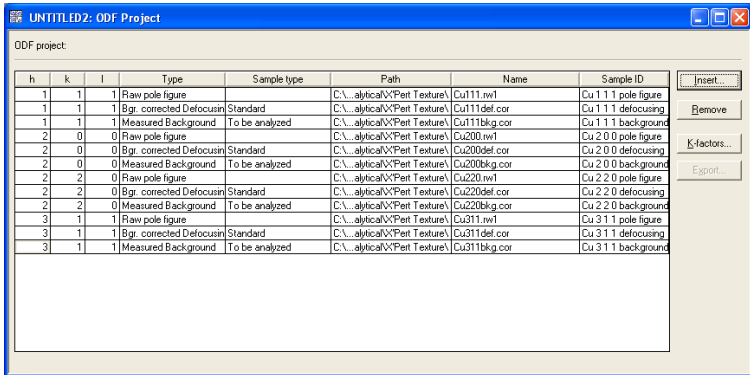 UNTITLED2: ODF Project
ODF project:
h k l Type Sample type Path Name Sample ID
1 1 1 Raw pole figure C:\...alytical\X'Pert Texture\ Cu111.rw1 Cu 1 1 1 pole figure
1 1 1 Bgr. corrected Defocusin Standard C:\...alytical\X'Pert Texture\ Cu111def.cor Cu 1 1 1 defocusing
1 1 1 Measured Background To be analyzed C:\...alytical\X'Pert Texture\ Cu111bkg.cor Cu 1 1 1 background
2 0 0 Raw pole figure C:\...alytical\X'Pert Texture\ Cu200.rw1 Cu 2 0 0 pole figure
2 0 0 Bgr. corrected Defocusin Standard C:\...alytical\X'Pert Texture\ Cu200def.cor Cu 2 0 0 defocusing
2 0 0 Measured Background To be analyzed C:\...alytical\X'Pert Texture\ Cu200bkg.cor Cu 2 0 0 background
2 2 0 Raw pole figure C:\...alytical\X'Pert Texture\ Cu220.rw1 Cu 2 2 0 pole figure
2 2 0 Bgr. corrected Defocusin Standard C:\...alytical\X'Pert Texture\ Cu220def.cor Cu 2 2 0 defocusing
2 2 0 Measured Background To be analyzed C:\...alytical\X'Pert Texture\ Cu220bkg.cor Cu 2 2 0 background
3 1 1 Raw pole figure C:\...alytical\X'Pert Texture\ Cu311.rw1 Cu 3 1 1 pole figure
3 1 1 Bgr. corrected Defocusin Standard C:\...alytical\X'Pert Texture\ Cu311def.cor Cu 3 1 1 defocusing
3 1 1 Measured Background To be analyzed C:\...alytical\X'Pert Texture\ Cu311bkg.cor Cu 3 1 1 background
Insert...
Remove
K-factors...
Export...